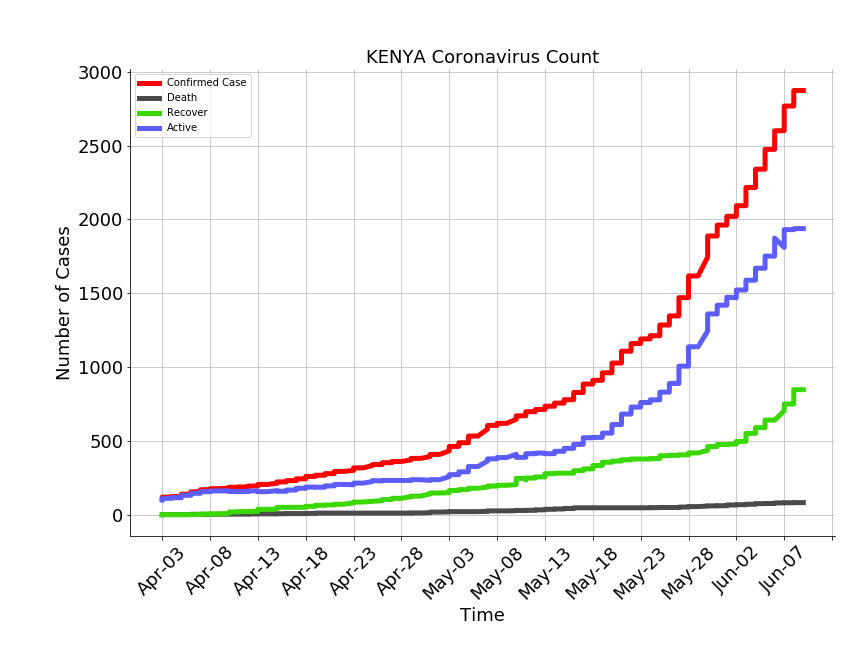 KENYA Coronavirus Count
Confirmed Case
Death
Recover
Active
Number of Cases
3000
2500
2000
1500
1000
500
0
Apr-03
Apr-08
Apr-13
Apr-18
Apr-23
Apr-28
May-03
May-08
May-13
May-18
May-23
May-28
Jun-02
Jun-07
Time